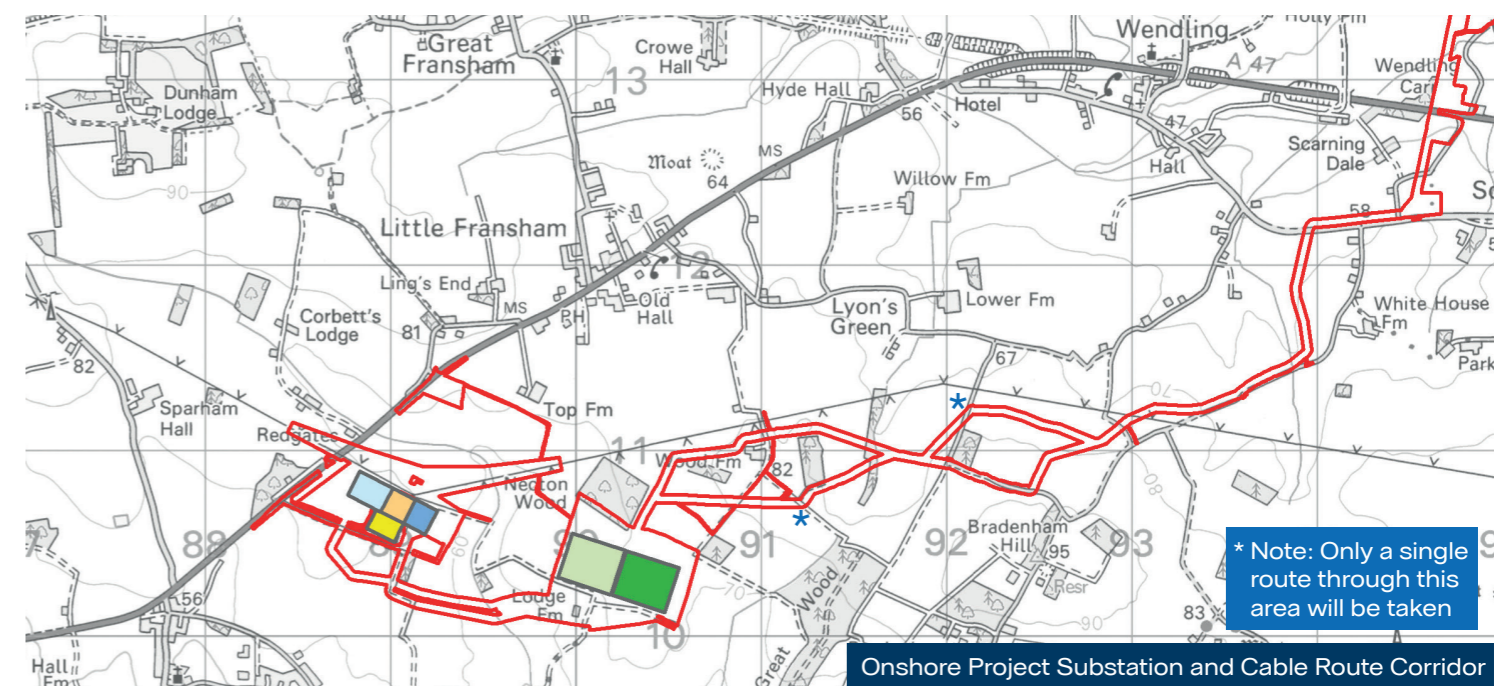 Holly Fm
Wendling
Great
Fransham
Crowe
Hall
A 47
Wendling
Carr
13
Dunham
Lodge
Hyde Hall
Hotel
56
47
Scarning
Dale
Hall
Moat
MS
64
Willow Fm
90
Sc
58
Little Fransham
12
Ling's End
Old
Hall
Lower Fm
Lyon's
Green
White House
Fm
Corbett's
Lodge
MS
PH
81
67
Park
82
70
Sparham
Hall
Top Fm
Redgates
11
Wood Fm
82
Necton
Wood
80
88
89
90
91
92
93
Bradenham
Hill
95
* Note: Only a single
route through this
area will be taken
Resr
Wood
70
Lodge
Fm
56
10
90
83
Great
Hall
Fm
Onshore Project Substation and Cable Route Corridor